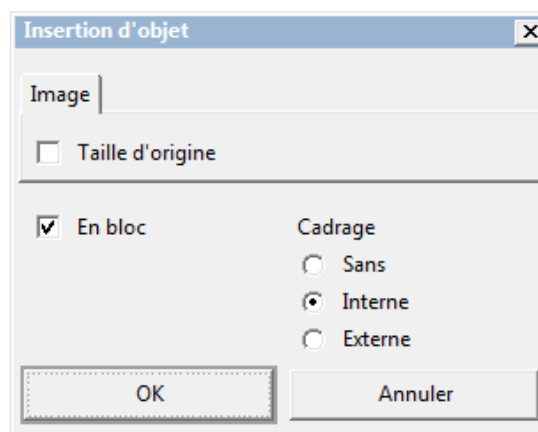 Insertion d'objet
Image
Taille d'origine
En bloc
Cadrage
Sans
Interne
Externe
OK
Annuler